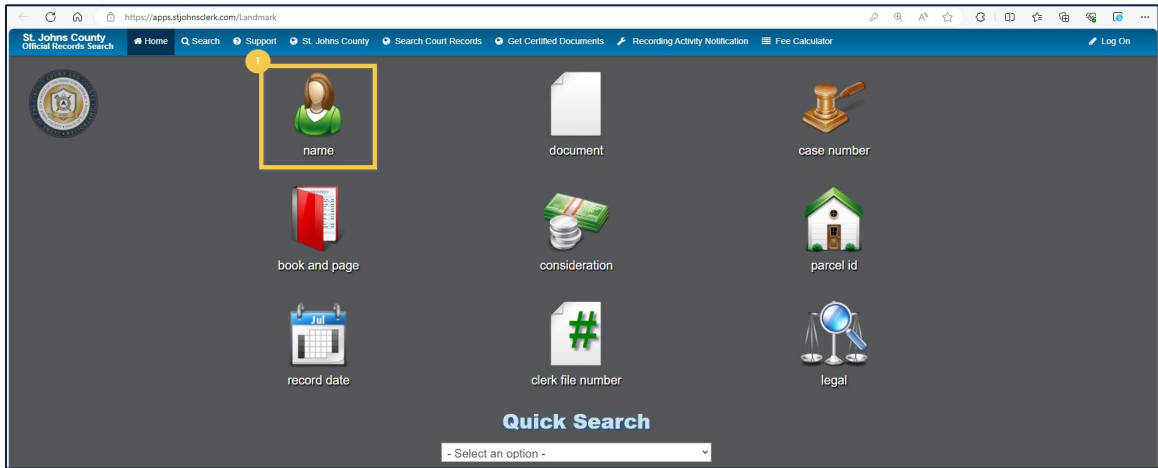 https://apps.stjohnsclerk.com/Landmark
St. Johns County
Official Records Search
Home
Search
Support
St. Johns County
Search Court Records
Get Certified Documents
Recording Activity Notification
Fee Calculator
Log On
1
name
document
case number
book and page
consideration
parcel id
Jul
record date
#
clerk file number
legal
Quick Search
- Select an option -